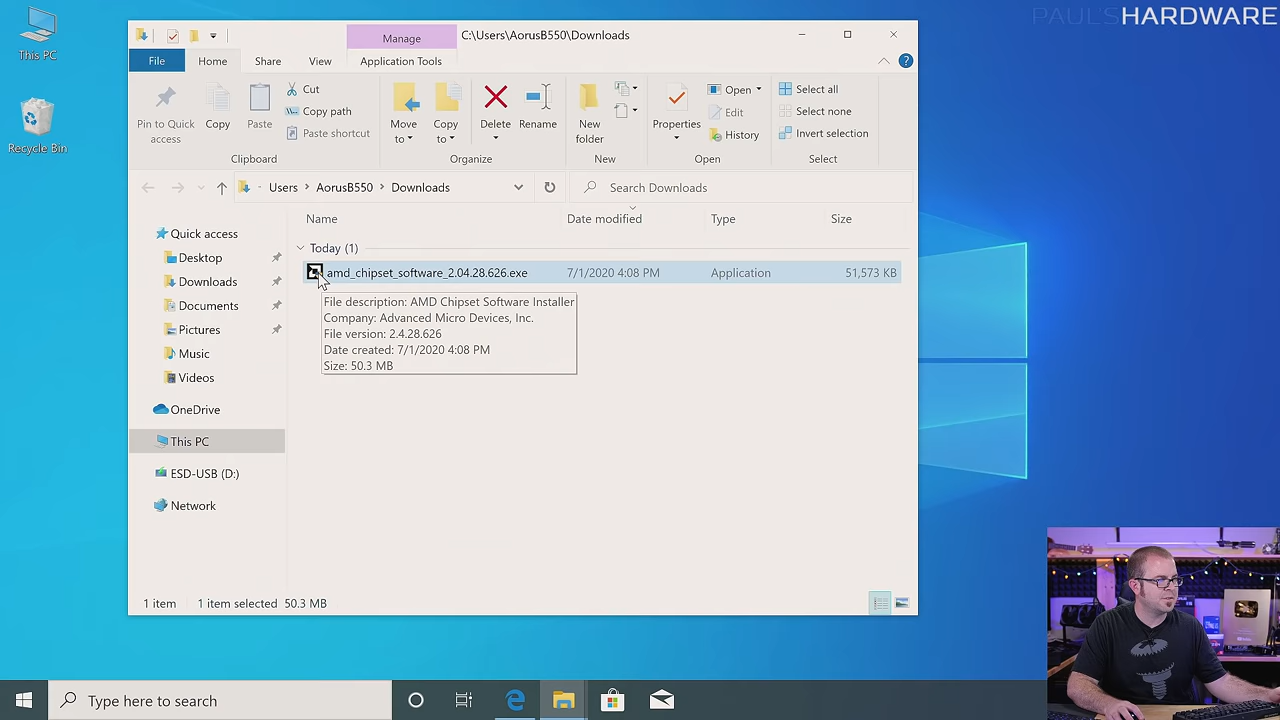 PAUL'SHARDWARE
This PC
Recycle Bin
Manage
C:\Users\AorusB550\Downloads
File
Home
Share
View
Application Tools
Pin to Quick access
Copy
Paste
Cut
Copy path
Paste shortcut
Clipboard
Move to
Copy to
Delete
Rename
Organize
New folder
New
Properties
Open
Edit
History
Open
Select all
Select none
Invert selection
Select
Users
AorusB550
Downloads
Search Downloads
Name
Date modified
Type
Size
Today (1)
amd_chipset_software_2.04.28.626.exe
7/1/2020 4:08 PM
Application
51,573 KB
File description: AMD Chipset Software Installer
Company: Advanced Micro Devices, Inc.
File version: 2.4.28.626
Date created: 7/1/2020 4:08 PM
Size: 50.3 MB
Quick access
Desktop
Downloads
Documents
Pictures
Music
Videos
OneDrive
This PC
ESD-USB (D:)
Network
1 item
1 item selected
50.3 MB
Type here to search